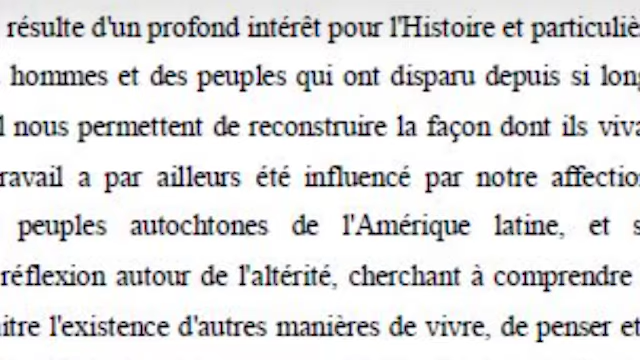 résulte d'un profond intérêt pour l'Histoire et particuliè
hommes et des peuples qui ont disparu depuis si long
l nous permettent de reconstruire la façon dont ils viva
ravail a par ailleurs été influencé par notre affection
peuples autochtones de l'Amérique latine, et s
réflexion autour de l'altérité, cherchant à comprendre
aitre l'existence d'autres manières de vivre, de penser et